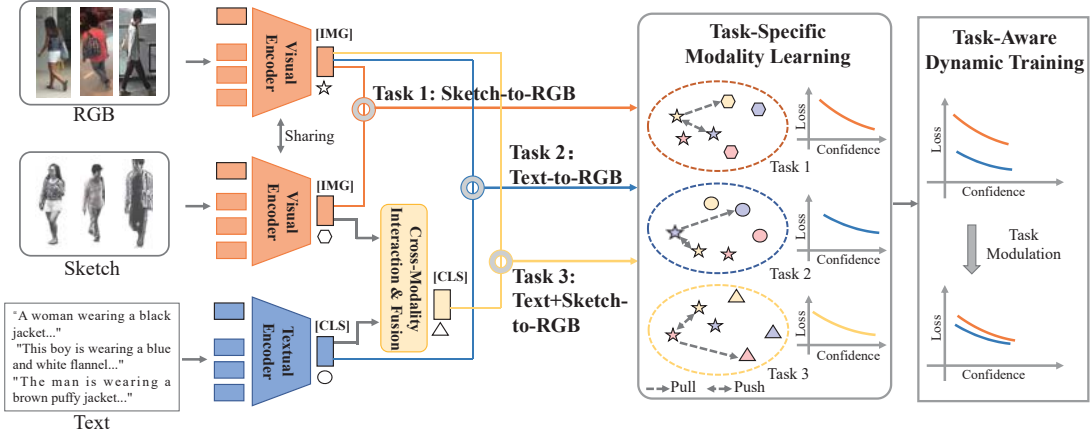 RGB
Visual
Encoder
[IMG]
Sharing
Sketch
Visual
Encoder
[IMG]
"A woman wearing a black
jacket..."
"This boy is wearing a blue
and white flannel..."
"The man is wearing a
brown puffy jacket..."
Text
Textual
Encoder
[CLS]
Cross-Modality
Interaction & Fusion
[CLS]
Task 1: Sketch-to-RGB
Task 2:
Text-to-RGB
Task 3:
Text+Sketch-
to-RGB
Task-Specific
Modality Learning
Loss
Confidence
Task 1
Loss
Confidence
Task 2
Loss
Confidence
Task 3
Pull
Push
Task-Aware
Dynamic Training
Loss
Confidence
Task
Modulation
Loss
Confidence